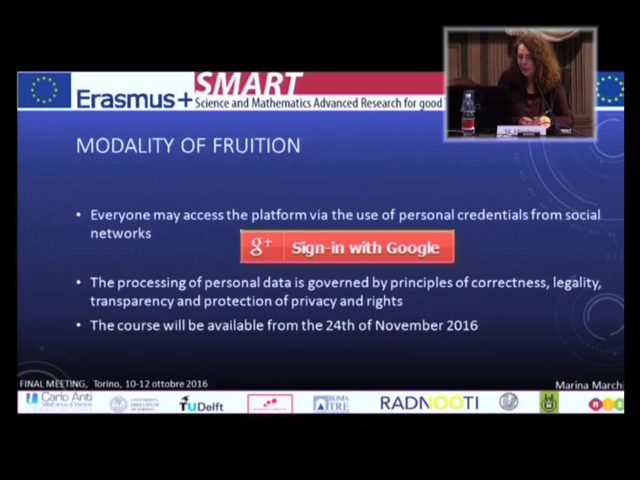 Erasmus+
SMART
Science and Mathematics Advanced Research for good
MODALITY OF FRUITION
• Everyone may access the platform via the use of personal credentials from social
networks
g+ Sign-in with Google
• The processing of personal data is governed by principles of correctness, legality,
transparency and protection of privacy and rights
• The course will be available from the 24th of November 2016
FINAL MEETING, Torino, 10-12 ottobre 2016
Marina Marchi
Carlo Anti
TUDelft
ROMA
TRE
RADNOOTI